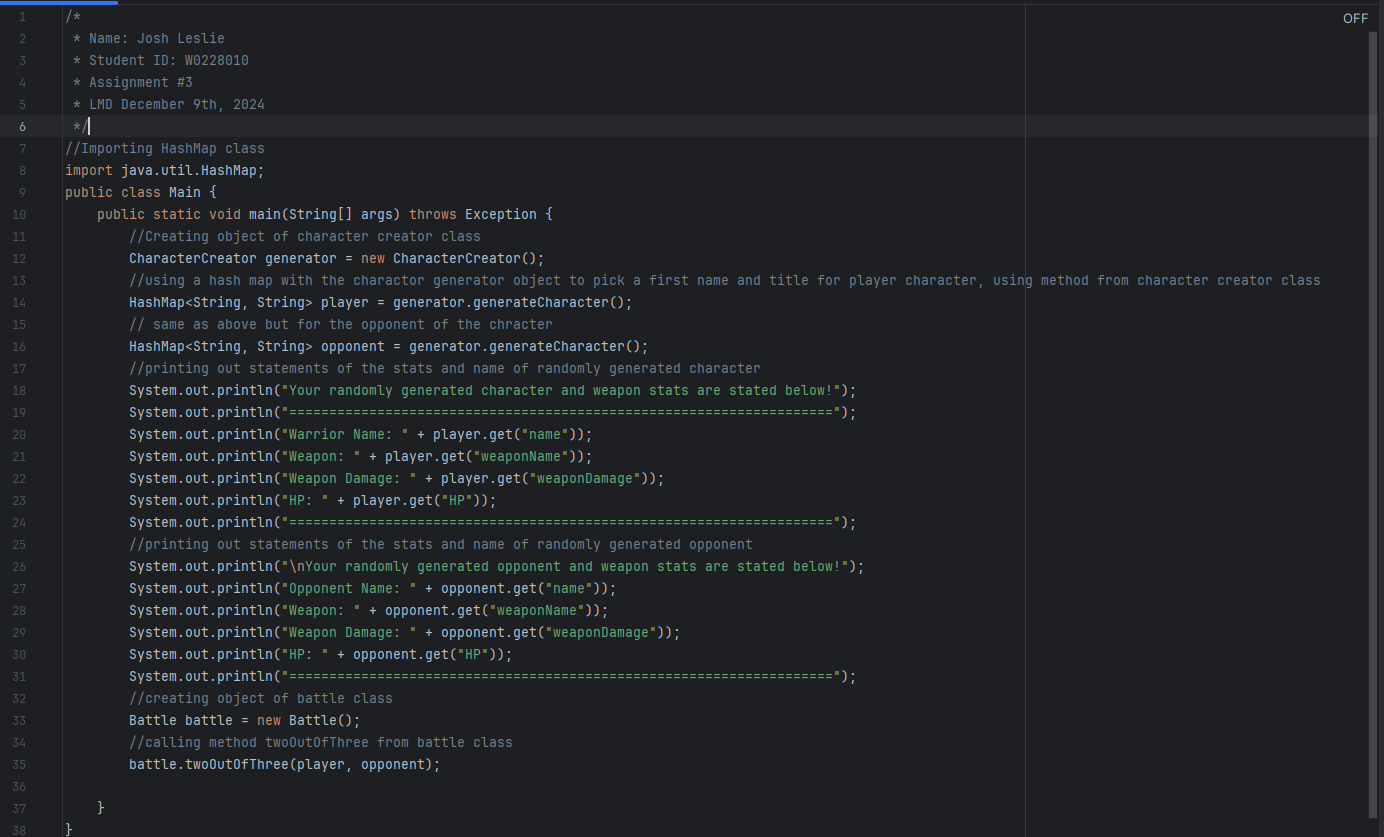 OFF
1 /*
2  * Name: Josh Leslie
3  * Student ID: W0228010
4  * Assignment #3
5  * LMD December 9th, 2024
6  */
7 //Importing HashMap class
8 import java.util.HashMap;
9 public class Main {
10     public static void main(String[] args) throws Exception {
11         //Creating object of character creator class
12         CharacterCreator generator = new CharacterCreator();
13         //using a hash map with the charactor generator object to pick a first name and title for player character, using method from character creator class
14         HashMap<String, String> player = generator.generateCharacter();
15         // same as above but for the opponent of the chracter
16         HashMap<String, String> opponent = generator.generateCharacter();
17         //printing out statements of the stats and name of randomly generated character
18         System.out.println("Your randomly generated character and weapon stats are stated below!");
19         System.out.println("====================================================================");
20         System.out.println("Warrior Name: " + player.get("name"));
21         System.out.println("Weapon: " + player.get("weaponName"));
22         System.out.println("Weapon Damage: " + player.get("weaponDamage"));
23         System.out.println("HP: " + player.get("HP"));
24         System.out.println("====================================================================");
25         //printing out statements of the stats and name of randomly generated opponent
26         System.out.println("\nYour randomly generated opponent and weapon stats are stated below!");
27         System.out.println("Opponent Name: " + opponent.get("name"));
28         System.out.println("Weapon: " + opponent.get("weaponName"));
29         System.out.println("Weapon Damage: " + opponent.get("weaponDamage"));
30         System.out.println("HP: " + opponent.get("HP"));
31         System.out.println("====================================================================");
32         //creating object of battle class
33         Battle battle = new Battle();
34         //calling method twoOutOfThree from battle class
35         battle.twoOutOfThree(player, opponent);
36
37     }
38 }